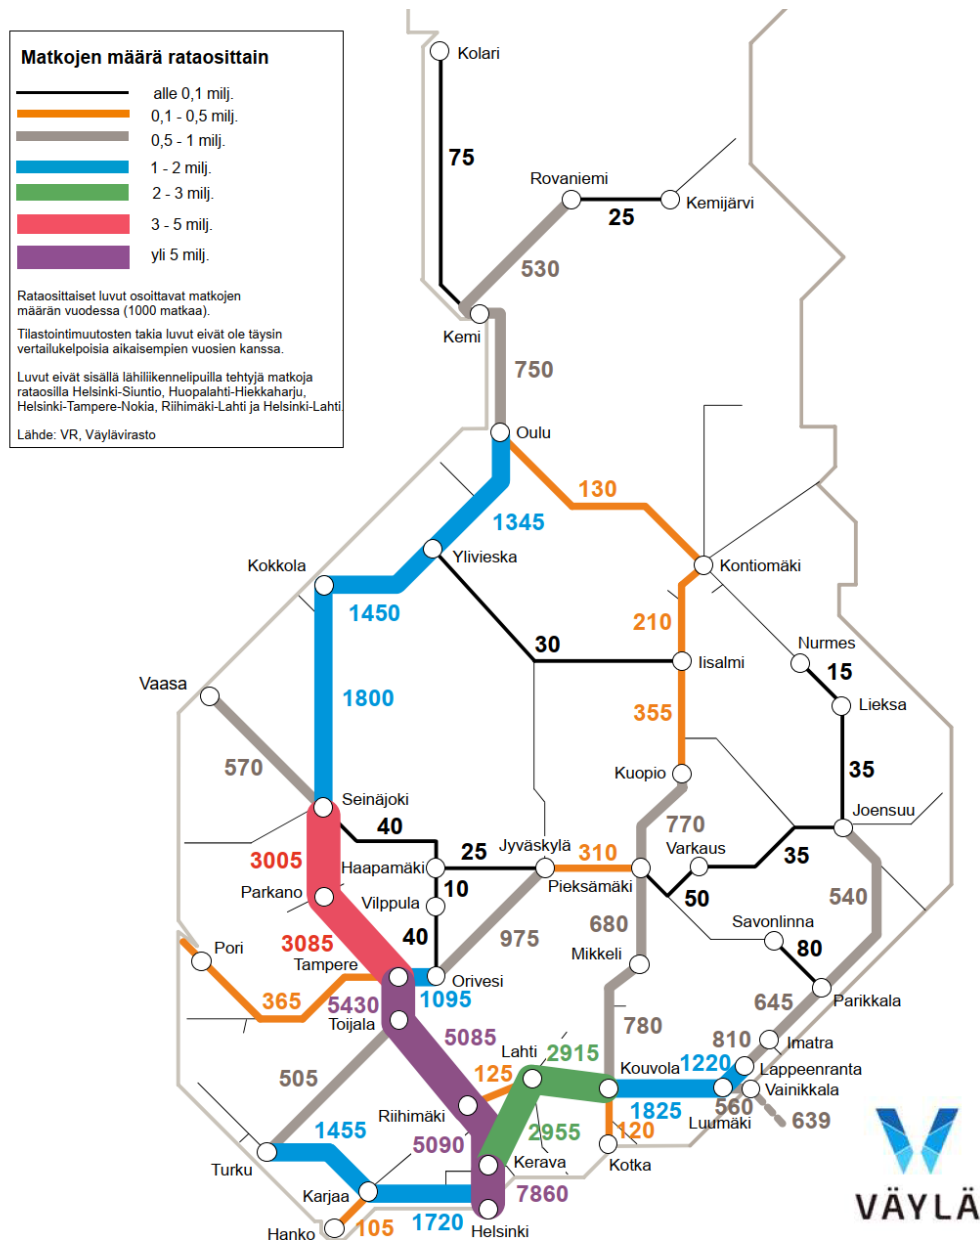 Matkojen määrä rataosittain
alle 0,1 milj.
0,1 - 0,5 milj.
0,5 - 1 milj.
1 - 2 milj.
2 - 3 milj.
3 - 5 milj.
yli 5 milj.
Rataosittaiset luvut osoittavat matkojen
määrän vuodessa (1000 matkaa).
Tilastointimuutosten takia luvut eivät ole täysin
vertailukelpoisia aikaisempien vuosien kanssa.
Luvut eivät sisällä lähiliikennelipuilla tehtyjä matkoja
rataosilla Helsinki-Siuntio, Huopalahti-Hiekkaharju,
Helsinki-Tampere-Nokia, Riihimäki-Lahti ja Helsinki-Lahti.
Lähde: VR, Väylävirasto
Kolari
75
Rovaniemi
Kemijärvi
25
530
Kemi
750
Oulu
130
1345
Ylivieska
Kontiomäki
Kokkola
1450
210
30
Iisalmi
Nurmes
15
Vaasa
1800
355
Lieksa
570
Kuopio
35
Seinäjoki
40
770
Joensuu
3005
Haapamäki
25
Jyväskylä
310
Varkaus
35
Parkano
10
Vilppula
Pieksämäki
50
540
3085
40
975
680
Savonlinna
80
Pori
Tampere
Mikkeli
365
5430
1095
Orivesi
645
Parikkala
Toijala
5085
780
810
Imatra
505
125
Lahti
2915
Kouvola
1220
Lappeenranta
Vainikkala
Riihimäki
1825
560
Luumäki
639
1455
5090
2955
120
Turku
Kerava
Kotka
Karjaa
7860
1720
Hanko
105
Helsinki
VÄYLÄ